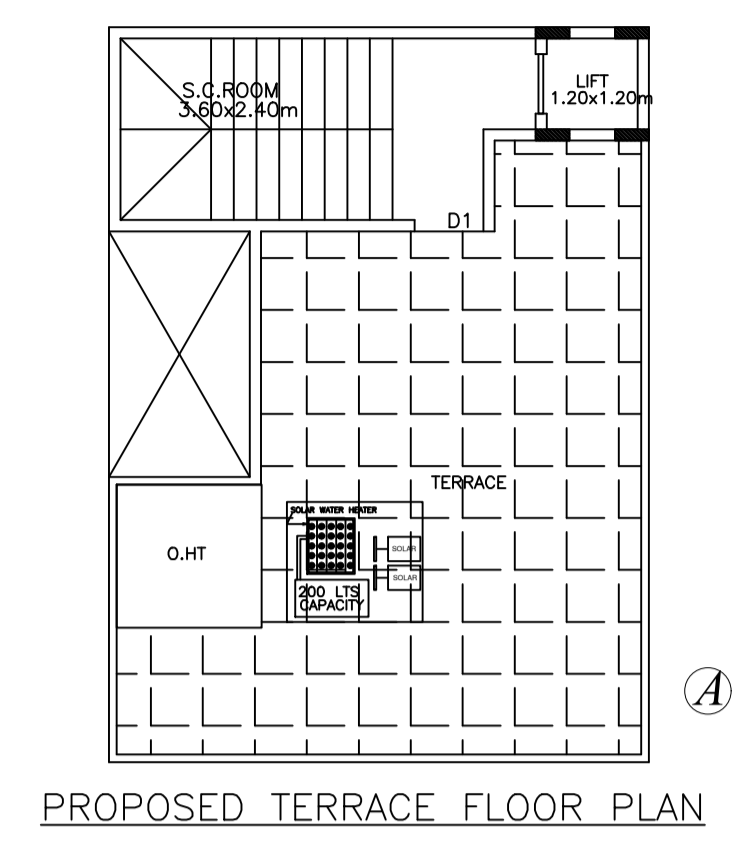 S.C.ROOM
3.60x2.40m
LIFT
1.20x1.20m
D1
TERRACE
SOLAR WATER HEATER
SOLAR
SOLAR
O.HT
200 LTS
CAPACITY
A
PROPOSED TERRACE FLOOR PLAN